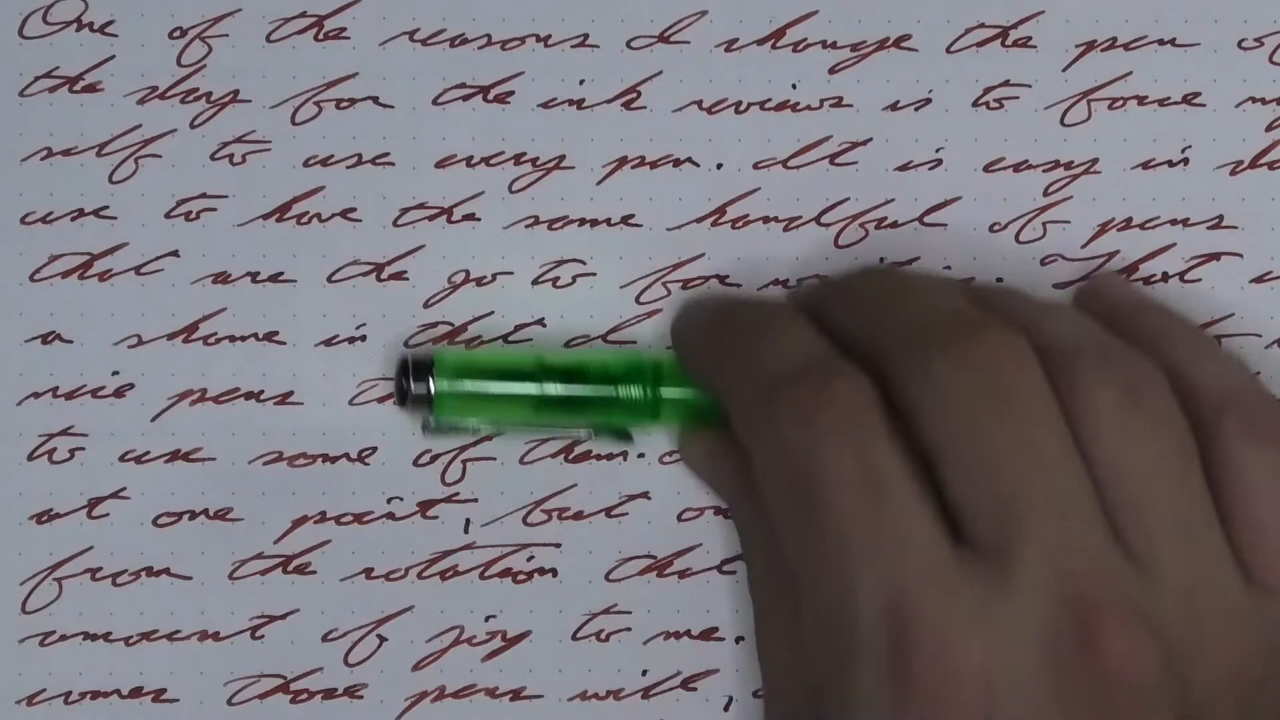 One of the reasons I change the pen of
the day for the ink reviews is to force my
self to use every pen. It is easy in
use to have the same handful of pens
that are the go to for That
a shame in that I
nice pens
to use some of them.
at one point, but
from the rotation that
amount of joy to me.
comes those pens will,